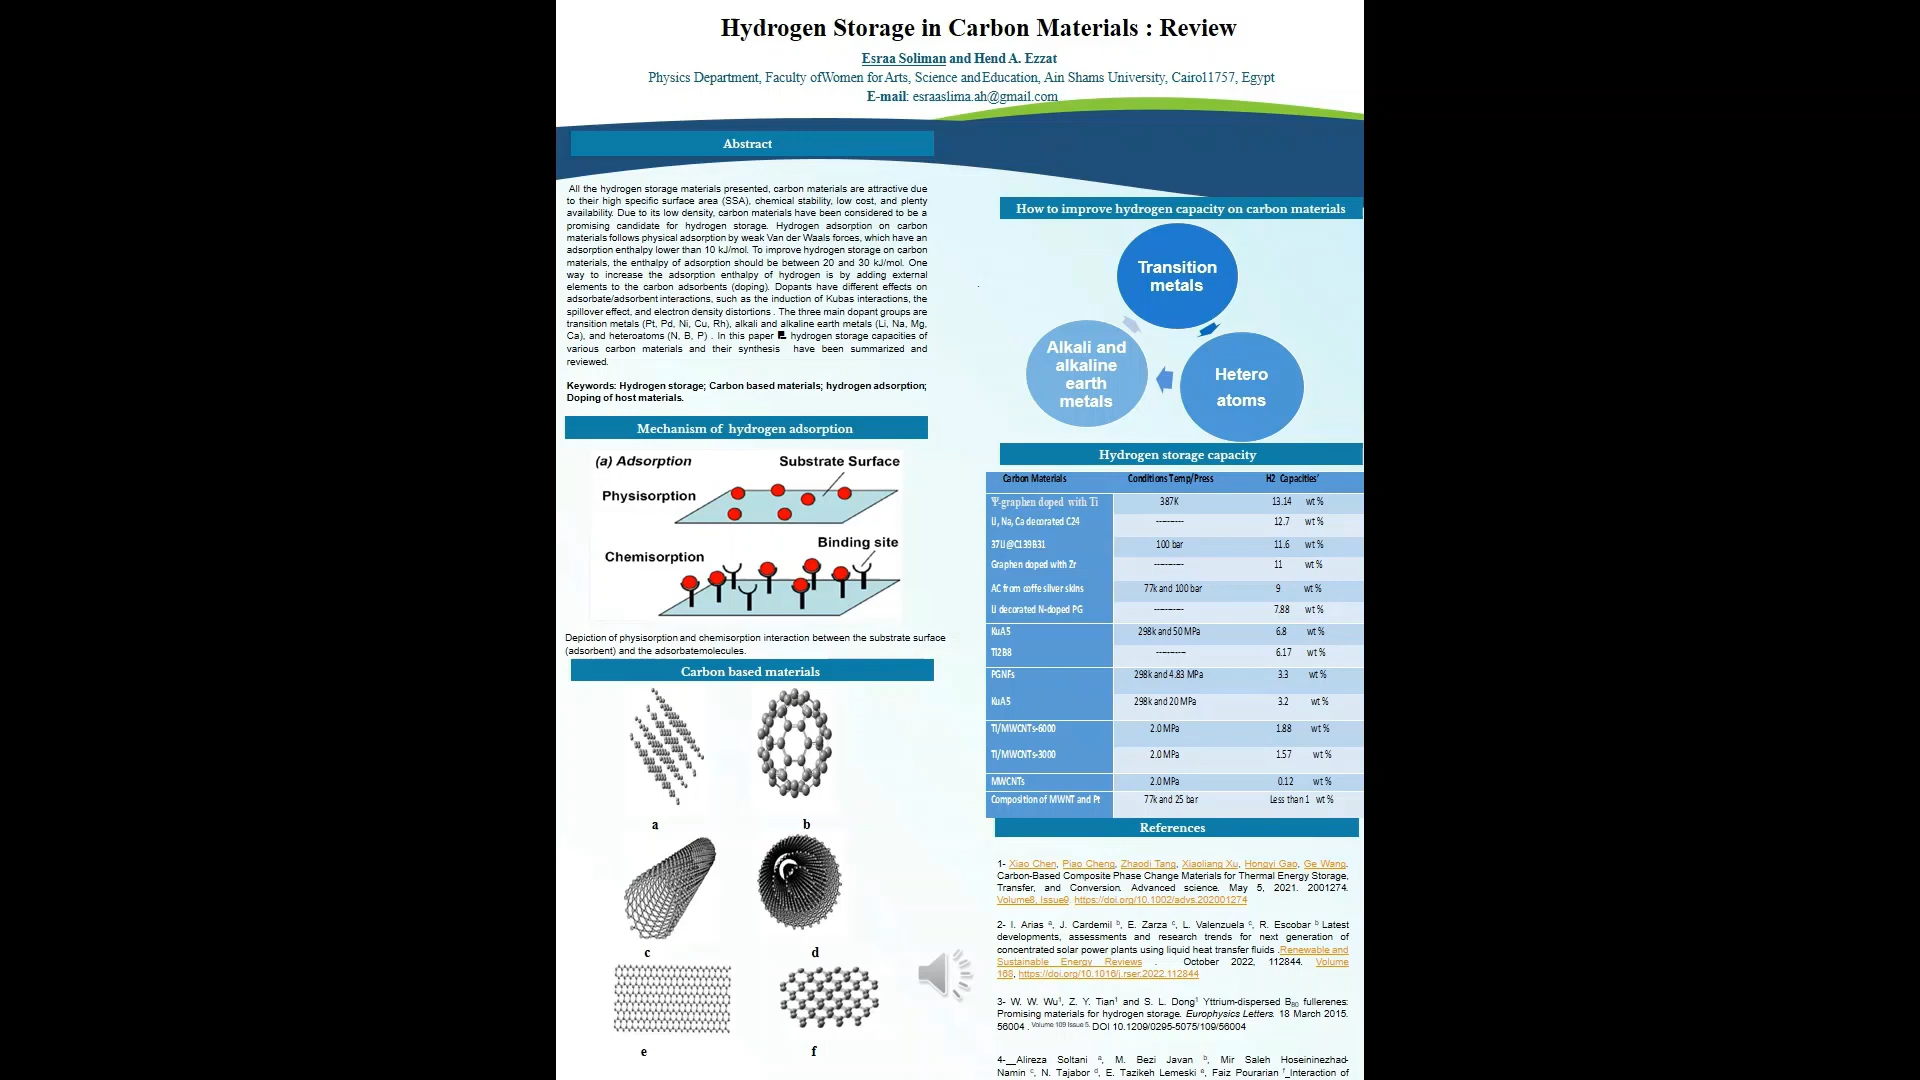 Hydrogen Storage in Carbon Materials : Review
Esraa Soliman and Hend A. Ezzat
Physics Department, Faculty ofWomen for Arts, Science and Education, Ain Shams University, Cairo11757, Egypt
E-mail: esraaslima.ah@gmail.com
Abstract
All the hydrogen storage materials presented, carbon materials are attractive due
to their high specific surface area (SSA), chemical stability, low cost, and plenty
availability. Due to its low density, carbon materials have been considered to be a
promising candidate for hydrogen storage. Hydrogen adsorption on carbon
materials follows physical adsorption by weak Van der Waals forces, which have an
adsorption enthalpy lower than 10 kJ/mol. To improve hydrogen storage on carbon
materials, the enthalpy of adsorption should be between 20 and 30 kJ/mol. One
way to increase the adsorption enthalpy of hydrogen is by adding external
elements to the carbon adsorbents (doping). Dopants have different effects on
adsorbate/adsorbent interactions, such as the induction of Kubas interactions, the
spillover effect, and electron density distortions . The three main dopant groups are
transition metals (Pt, Pd, Ni, Cu, Rh), alkali and alkaline earth metals (Li, Na, Mg,
Ca), and heteroatoms (N, B, P) . In this paper hydrogen storage capacities of
various carbon materials and their synthesis have been summarized and
reviewed.
Keywords: Hydrogen storage; Carbon based materials; hydrogen adsorption;
Doping of host materials.
Mechanism of hydrogen adsorption
(a) Adsorption Substrate Surface
Physisorption
Binding site
Chemisorption
Depiction of physisorption and chemisorption interaction between the substrate surface
(adsorbent) and the adsorbatemolecules.
Carbon based materials
a b
c d
e f
How to improve hydrogen capacity on carbon materials
Transition
metals
Alkali and
alkaline
earth
metals
Hetero
atoms
Hydrogen storage capacity
Carbon Materials Conditions Temp/Press H2 Capacities'
Ψ-graphen doped with Ti 387K 13.14 wt %
Li, Na, Ca decorated C24 ---------- 12.7 wt %
37Li@C139B31 100 bar 11.6 wt %
Graphen doped with Zr ---------- 11 wt %
AC from coffe silver skins 77k and 100 bar 9 wt %
Li decorated N-doped PG ---------- 7.88 wt %
KuA5 298k and 50 MPa 6.8 wt %
Ti2B8 ---------- 6.17 wt %
PGNFs 298k and 4.83 MPa 3.3 wt %
KuA5 298k and 20 MPa 3.2 wt %
Ti/MWCNTs-6000 2.0 MPa 1.88 wt %
Ti/MWCNTs-3000 2.0 MPa 1.57 wt %
MWCNTs 2.0 MPa 0.12 wt %
Composition of MWNT and Pt 77k and 25 bar Less than 1 wt %
References
1- Xiao Chen, Piao Cheng, Zhaodi Tang, Xiaoliang Xu, Hongyi Gao, Ge Wang.
Carbon-Based Composite Phase Change Materials for Thermal Energy Storage,
Transfer, and Conversion. Advanced science. May 5, 2021. 2001274.
Volume8, Issue9 https://doi.org/10.1002/advs.202001274
2- I. Arias a, J. Cardemil b, E. Zarza c, L. Valenzuela c, R. Escobar b Latest
developments, assessments and research trends for next generation of
concentrated solar power plants using liquid heat transfer fluids .Renewable and
Sustainable Energy Reviews . October 2022, 112844. Volume
168, https://doi.org/10.1016/j.rser.2022.112844
3- W. W. Wu1, Z. Y. Tian1 and S. L. Dong1 Yttrium-dispersed B80 fullerenes:
Promising materials for hydrogen storage. Europhysics Letters. 18 March 2015.
56004 . Volume 109 Issue 5. DOI 10.1209/0295-5075/109/56004
4-__Alireza Soltani a, M. Bezi Javan b, Mir Saleh Hoseininezhad-
Namin c, N. Tajabor d, E. Tazikeh Lemeski e, Faiz Pourarian f_Interaction of